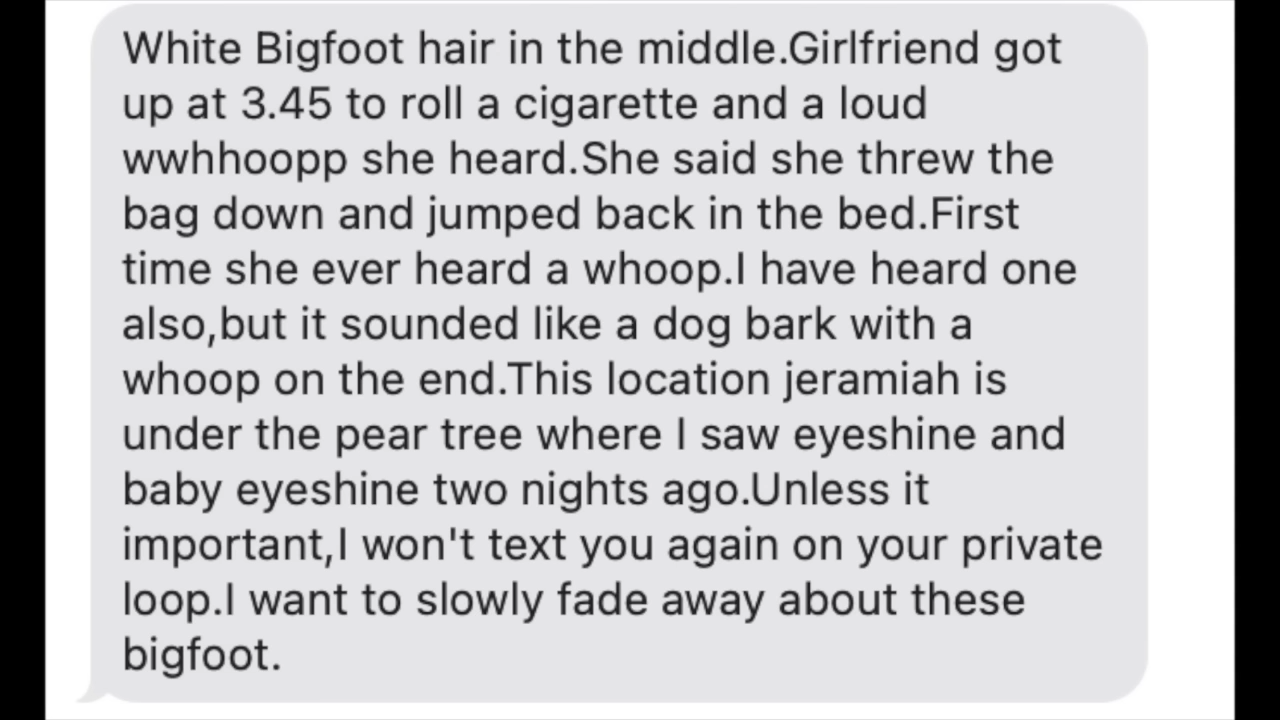 White Bigfoot hair in the middle.Girlfriend got
up at 3.45 to roll a cigarette and a loud
wwhhoopp she heard.She said she threw the
bag down and jumped back in the bed.First
time she ever heard a whoop.I have heard one
also,but it sounded like a dog bark with a
whoop on the end.This location jeramiah is
under the pear tree where I saw eyeshine and
baby eyeshine two nights ago.Unless it
important,I won't text you again on your private
loop.I want to slowly fade away about these
bigfoot.